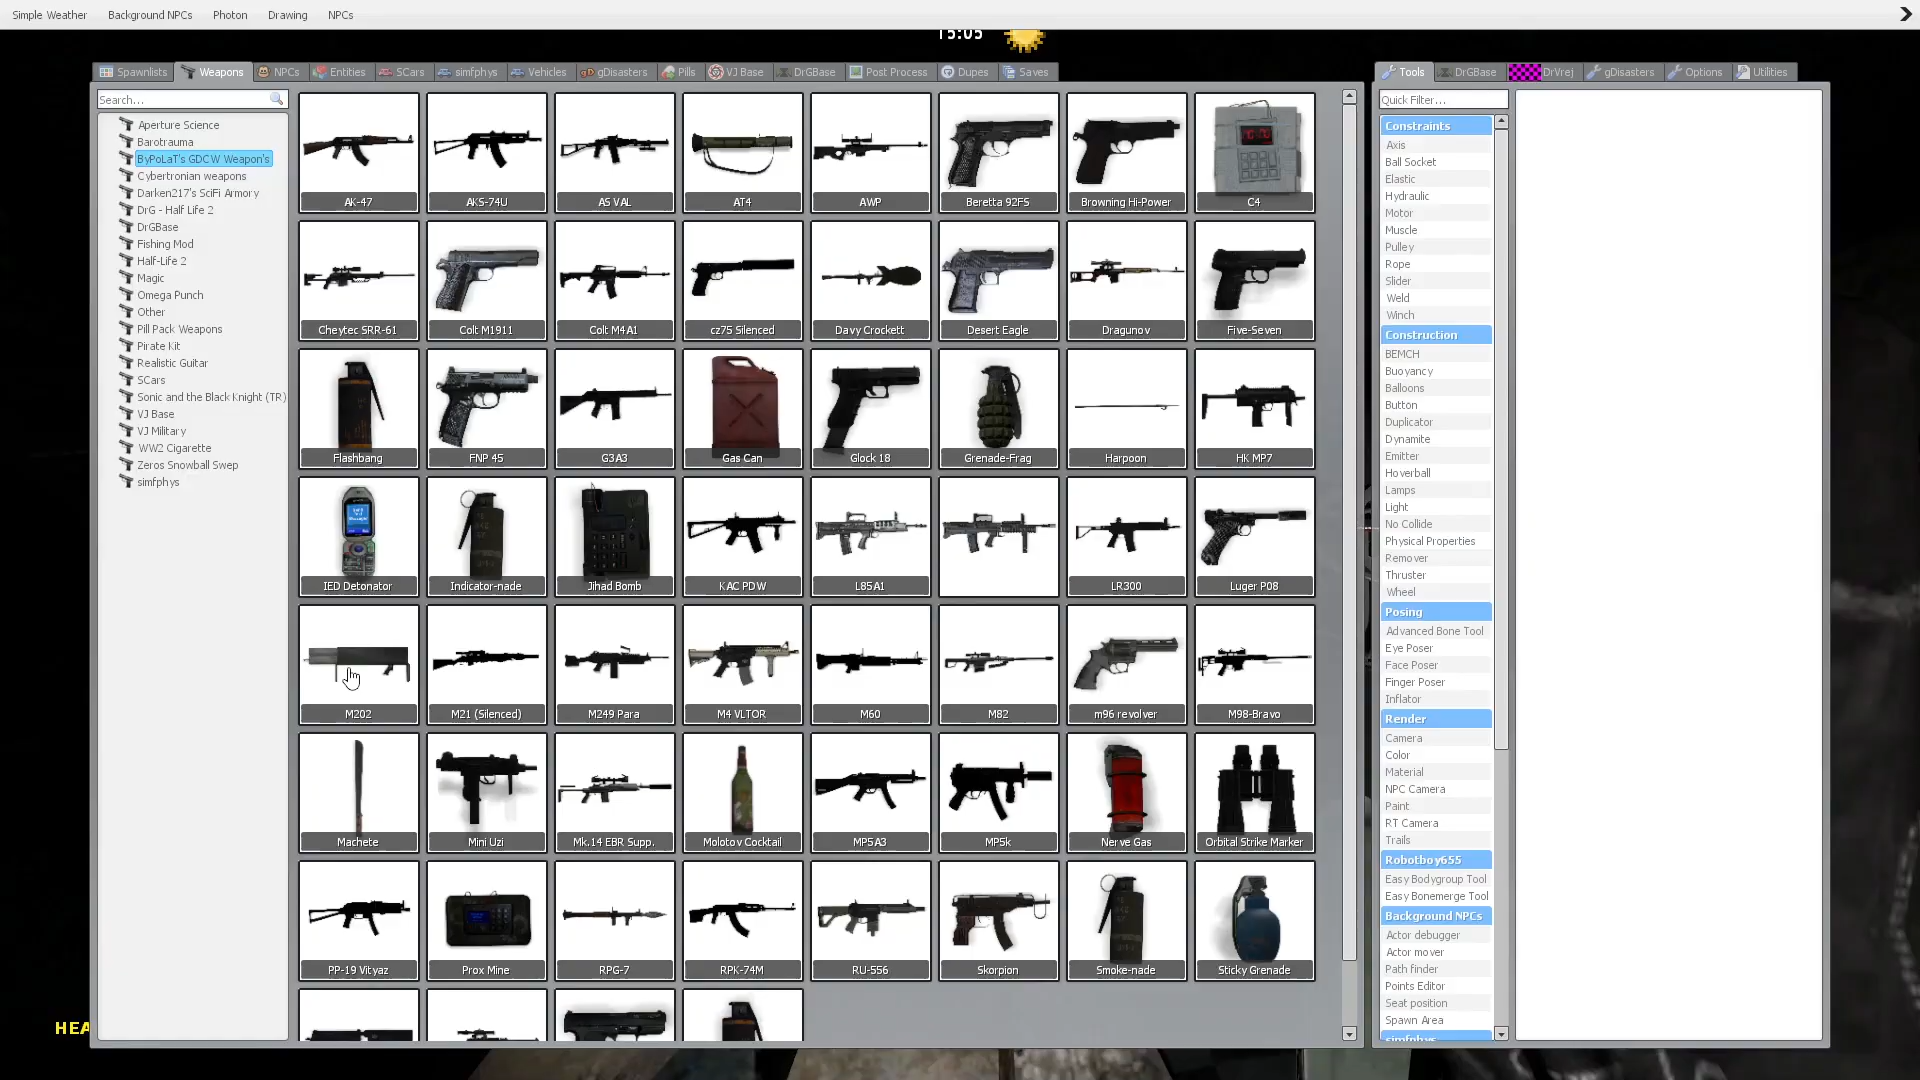 Simple Weather Background NPCs Photon Drawing NPCs
15:05
Spawnlists Weapons NPCs Entities SCars simfphys Vehicles gDisasters Pills VJ Base DrGBase Post Process Dupes Saves
Tools DrGBase DrVrej gDisasters Options Utilities
Search...
Aperture Science
Barotrauma
ByPoLaT's GDCW Weapon's
Cybertronian weapons
Darken217's SciFi Armory
DrG - Half Life 2
DrGBase
Fishing Mod
Half-Life 2
Magic
Omega Punch
Other
Pill Pack Weapons
Pirate Kit
Realistic Guitar
SCars
Sonic and the Black Knight (TR)
VJ Base
VJ Military
WW2 Cigarette
Zeros Snowball Swep
simfphys
AK-47 AKS-74U AS VAL AT4 AWP Beretta 92FS Browning Hi-Power C4
Cheytec SRR-61 Colt M1911 Colt M4A1 cz75 Silenced Davy Crockett Desert Eagle Dragunov Five-Seven
Flashbang FNP 45 G3A3 Gas Can Glock 18 Grenade-Frag Harpoon HK MP7
IED Detonator Indicator-nade Jihad Bomb KAC PDW L85A1 LR300 Luger P08
M202 M21 (Silenced) M249 Para M4 VLTOR M60 M82 m96 revolver M98-Bravo
Machete Mini Uzi Mk.14 EBR Supp. Molotov Cocktail MP5A3 MP5k Nerve Gas Orbital Strike Marker
PP-19 Vityaz Prox Mine RPG-7 RPK-74M RU-556 Skorpion Smoke-nade Sticky Grenade
Quick Filter...
Constraints
Axis
Ball Socket
Elastic
Hydraulic
Motor
Muscle
Pulley
Rope
Slider
Weld
Winch
Construction
BEMCH
Buoyancy
Balloons
Button
Duplicator
Dynamite
Emitter
Hoverball
Lamps
Light
No Collide
Physical Properties
Remover
Thruster
Wheel
Posing
Advanced Bone Tool
Eye Poser
Face Poser
Finger Poser
Inflator
Render
Camera
Color
Material
NPC Camera
Paint
RT Camera
Trails
Robotboy655
Easy Bodygroup Tool
Easy Bonemerge Tool
Background NPCs
Actor debugger
Actor mover
Path finder
Points Editor
Seat position
Spawn Area
simfphys
HEA